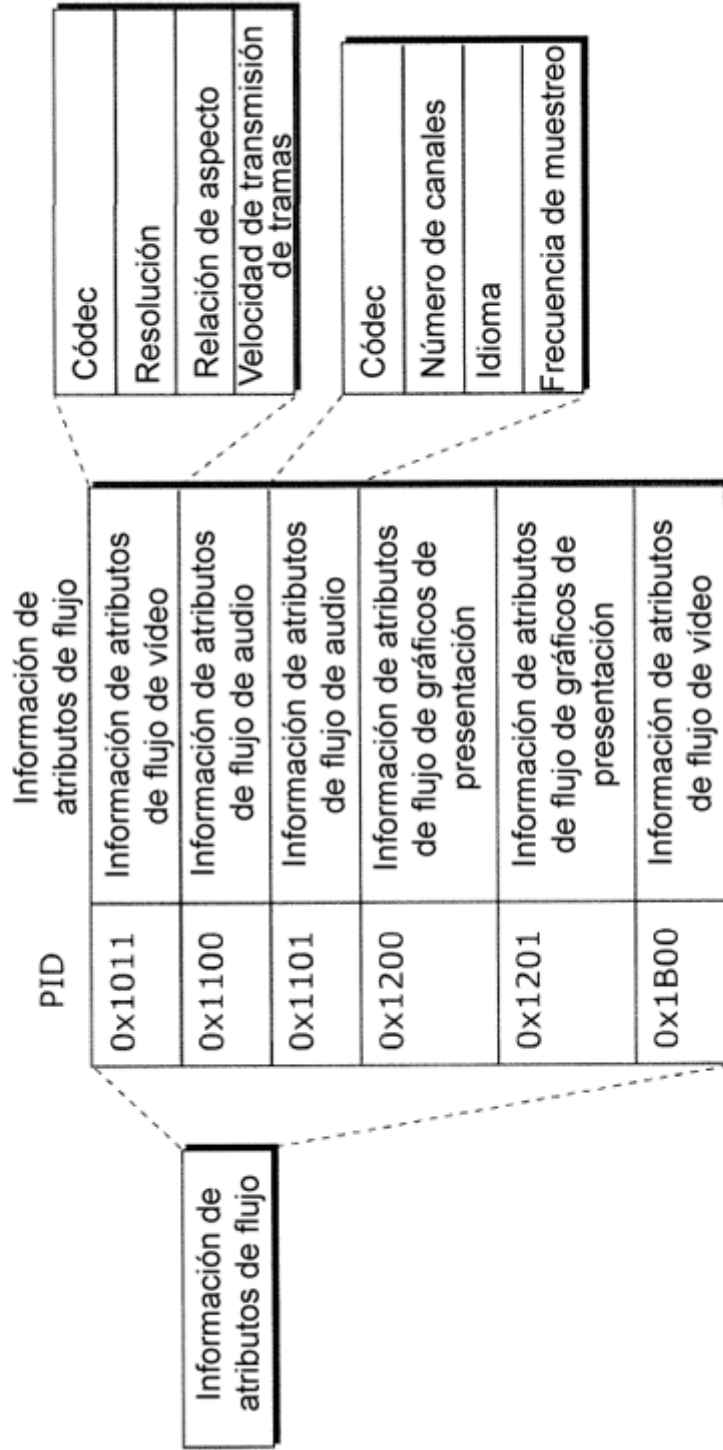 Información de
atributos de flujo
PID
Información de
atributos de flujo
0x1011
Información de atributos
de flujo de vídeo
0x1100
Información de atributos
de flujo de audio
0x1101
Información de atributos
de flujo de audio
0x1200
Información de atributos
de flujo de gráficos de
presentación
0x1201
Información de atributos
de flujo de gráficos de
presentación
0x1B00
Información de atributos
de flujo de vídeo
Códec
Resolución
Relación de aspecto
Velocidad de transmisión
de tramas
Códec
Número de canales
Idioma
Frecuencia de muestreo